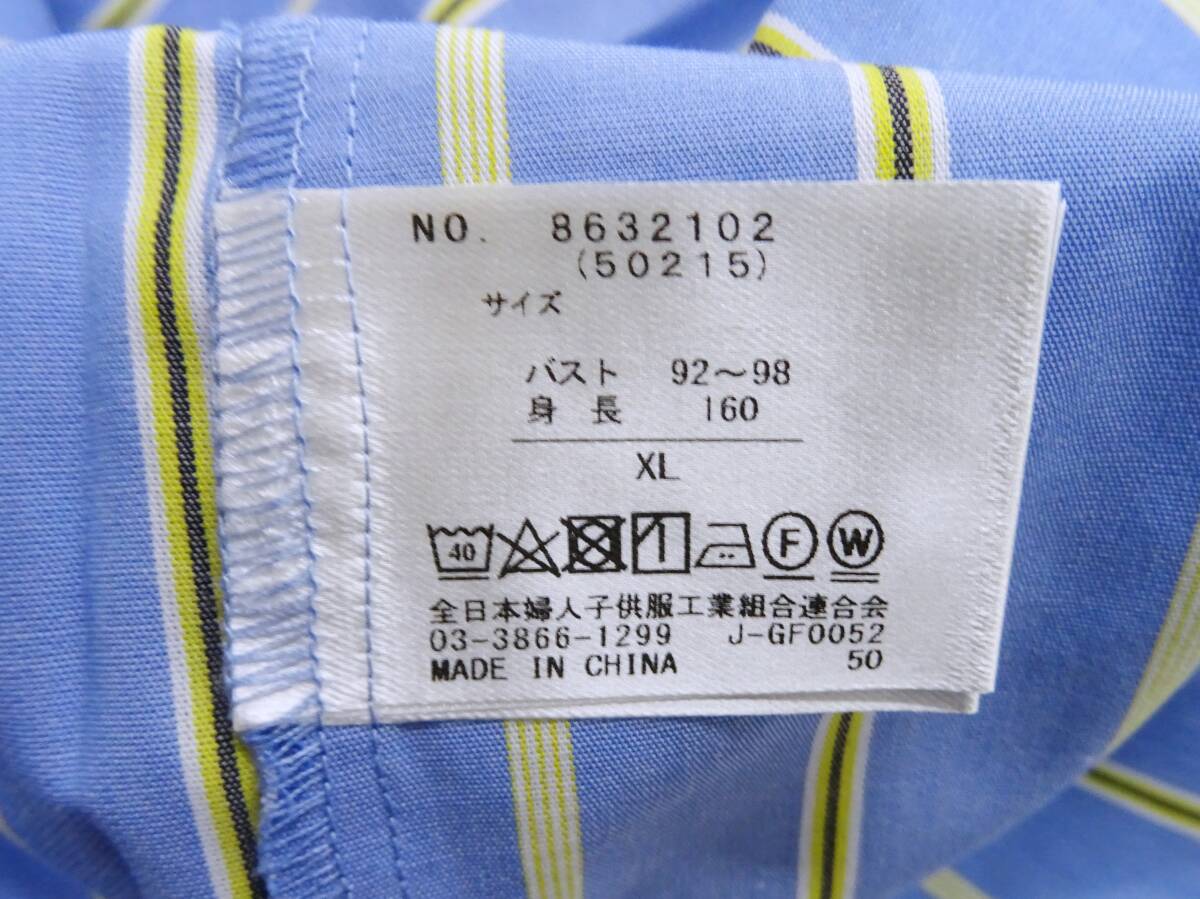 NO. 8632102
(50215)
サイズ
バスト 92～98
身長 160
XL
40 F W
全日本婦人子供服工業組合連合会
03-3866-1299 J-GF0052
MADE IN CHINA 50